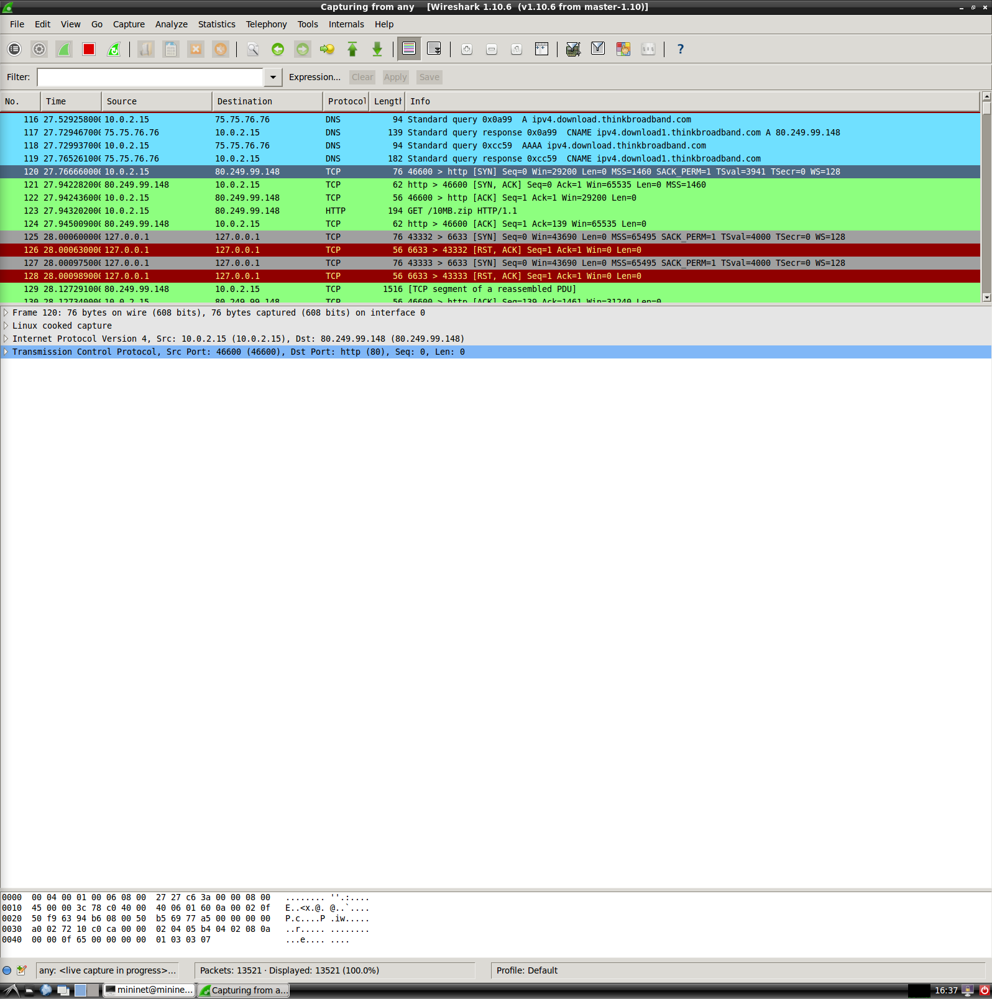 Capturing from any [Wireshark 1.10.6 (v1.10.6 from master-1.10)]
File Edit View Go Capture Analyze Statistics Telephony Tools Internals Help
Filter: Expression... Clear Apply Save
No. Time Source Destination Protocol Length Info
116 27.529258000 10.0.2.15 75.75.76.76 DNS 94 Standard query 0x0a99 A ipv4.download.thinkbroadband.com
117 27.729467000 75.75.76.76 10.0.2.15 DNS 139 Standard query response 0x0a99 CNAME ipv4.download1.thinkbroadband.com A 80.249.99.148
118 27.729937000 10.0.2.15 75.75.76.76 DNS 94 Standard query 0xcc59 AAAA ipv4.download.thinkbroadband.com
119 27.765261000 75.75.76.76 10.0.2.15 DNS 182 Standard query response 0xcc59 CNAME ipv4.download1.thinkbroadband.com
120 27.766660000 10.0.2.15 80.249.99.148 TCP 76 46600 > http [SYN] Seq=0 Win=29200 Len=0 MSS=1460 SACK_PERM=1 TSval=3941 TSecr=0 WS=128
121 27.942282000 80.249.99.148 10.0.2.15 TCP 62 http > 46600 [SYN, ACK] Seq=0 Ack=1 Win=65535 Len=0 MSS=1460
122 27.942436000 10.0.2.15 80.249.99.148 TCP 56 46600 > http [ACK] Seq=1 Ack=1 Win=29200 Len=0
123 27.943202000 10.0.2.15 80.249.99.148 HTTP 194 GET /10MB.zip HTTP/1.1
124 27.945009000 80.249.99.148 10.0.2.15 TCP 62 http > 46600 [ACK] Seq=1 Ack=139 Win=65535 Len=0
125 28.000600000 127.0.0.1 127.0.0.1 TCP 76 43332 > 6633 [SYN] Seq=0 Win=43690 Len=0 MSS=65495 SACK_PERM=1 TSval=4000 TSecr=0 WS=128
126 28.000630000 127.0.0.1 127.0.0.1 TCP 56 6633 > 43332 [RST, ACK] Seq=1 Ack=1 Win=0 Len=0
127 28.000975000 127.0.0.1 127.0.0.1 TCP 76 43333 > 6633 [SYN] Seq=0 Win=43690 Len=0 MSS=65495 SACK_PERM=1 TSval=4000 TSecr=0 WS=128
128 28.000989000 127.0.0.1 127.0.0.1 TCP 56 6633 > 43333 [RST, ACK] Seq=1 Ack=1 Win=0 Len=0
129 28.127291000 80.249.99.148 10.0.2.15 TCP 1516 [TCP segment of a reassembled PDU]
130 28.127340000 10.0.2.15 80.249.99.148 TCP 56 46600 > http [ACK] Seq=139 Ack=1461 Win=31240 Len=0
Frame 120: 76 bytes on wire (608 bits), 76 bytes captured (608 bits) on interface 0
Linux cooked capture
Internet Protocol Version 4, Src: 10.0.2.15 (10.0.2.15), Dst: 80.249.99.148 (80.249.99.148)
Transmission Control Protocol, Src Port: 46600 (46600), Dst Port: http (80), Seq: 0, Len: 0
0000 00 04 00 01 00 06 08 00 27 27 c6 3a 00 00 08 00 ........ ''.:....
0010 45 00 00 3c 78 c0 40 00 40 06 01 60 0a 00 02 0f E..<x.@. @..`....
0020 50 f9 63 94 b6 08 00 50 b5 69 77 a5 00 00 00 00 P.c....P .iw.....
0030 a0 02 72 10 c0 ca 00 00 02 04 05 b4 04 02 08 0a ..r..... ........
0040 00 00 0f 65 00 00 00 00 01 03 03 07 ...e.... ....
any: <live capture in progress>... Packets: 13521 · Displayed: 13521 (100.0%) Profile: Default
mininet@minine... Capturing from a... 16:37